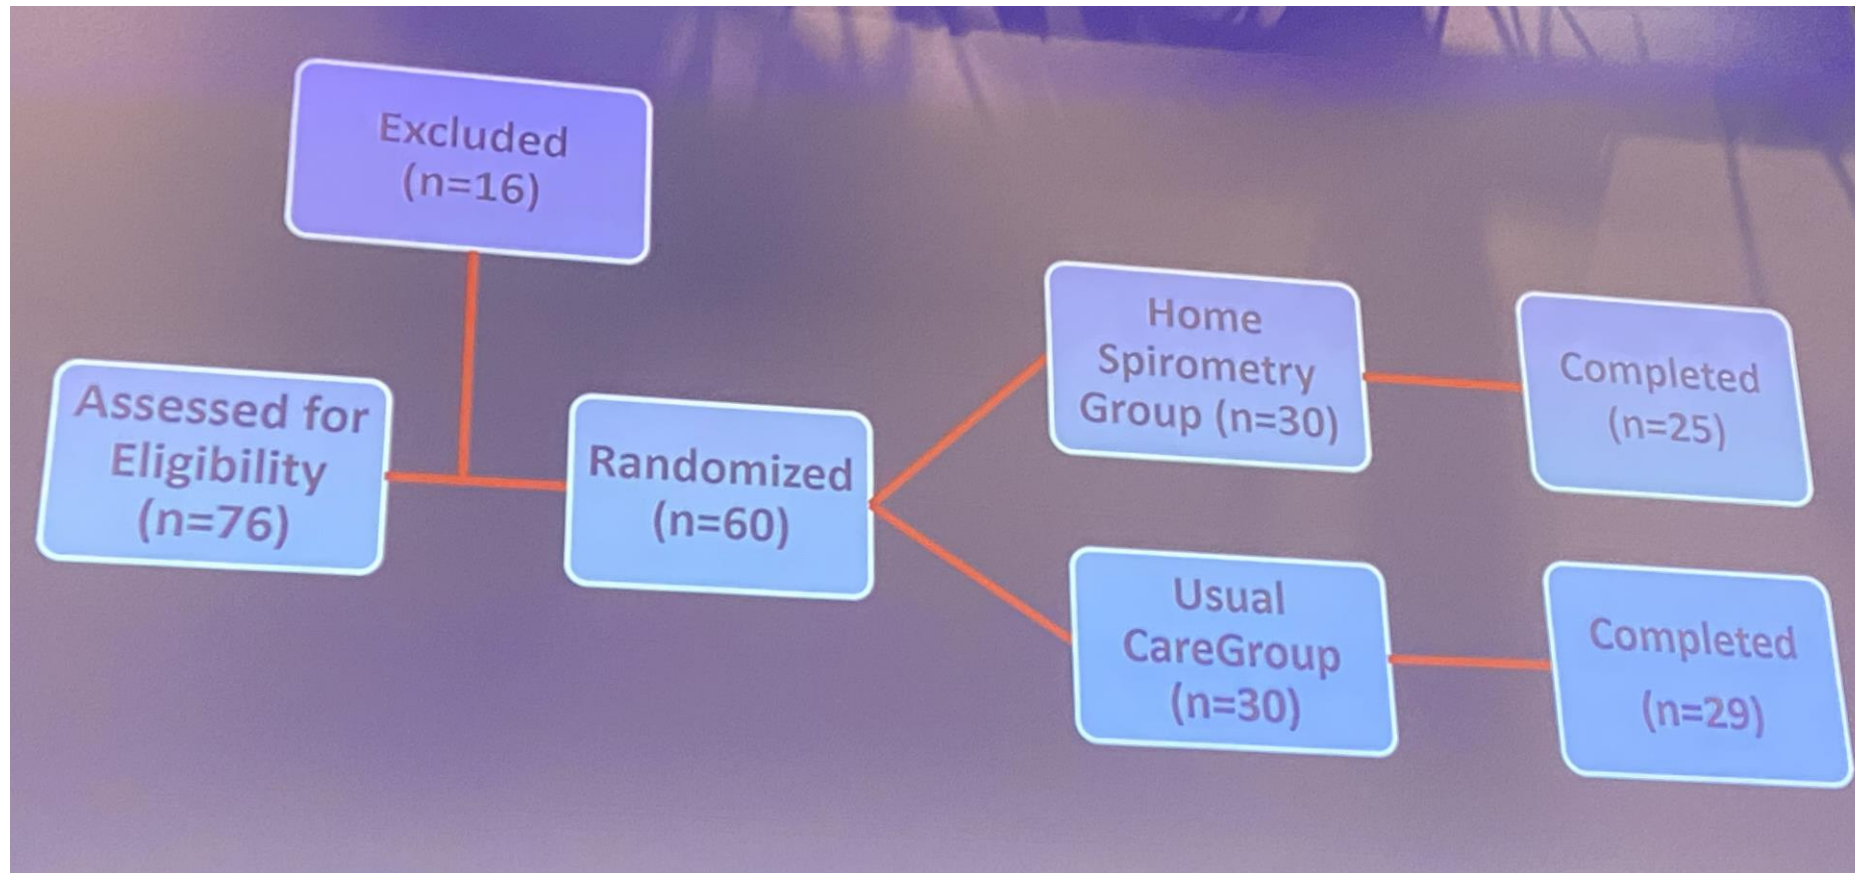 Excluded
(n=16)
Assessed for
Eligibility
(n=76)
Randomized
(n=60)
Home
Spirometry
Group (n=30)
Completed
(n=25)
Usual
CareGroup
(n=30)
Completed
(n=29)